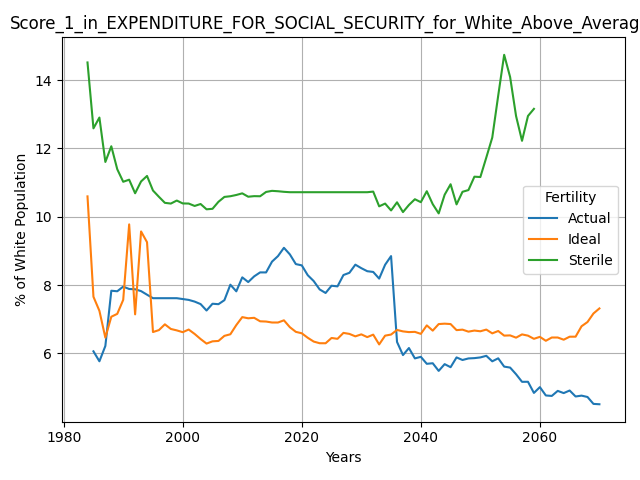 Score_1_in_EXPENDITURE_FOR_SOCIAL_SECURITY_for_White_Above_Averag
% of White Population
14
12
10
8
6
Fertility
Actual
Ideal
Sterile
1980
2000
2020
2040
2060
Years